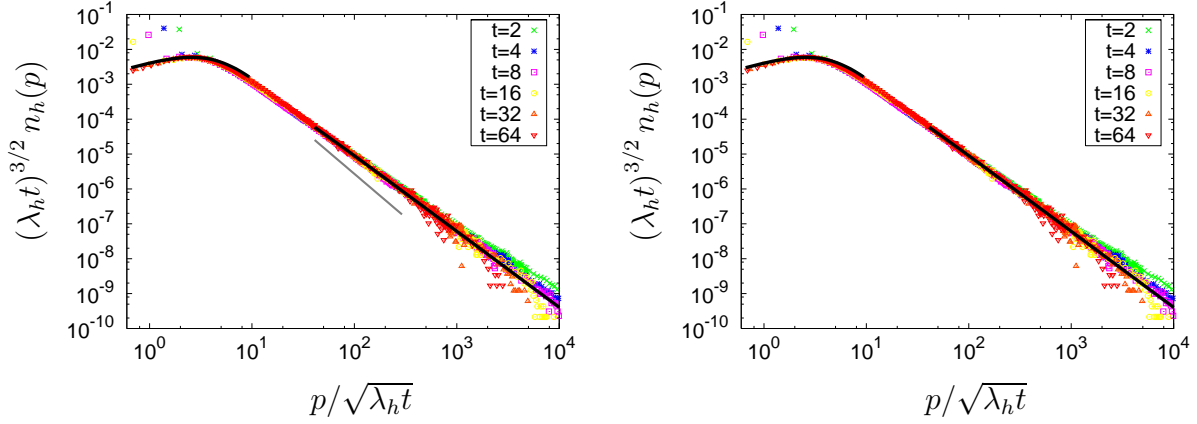 (λ_h t)^{3/2} n_h(p)
10^{-1}
10^{-2}
10^{-3}
10^{-4}
10^{-5}
10^{-6}
10^{-7}
10^{-8}
10^{-9}
10^{-10}
t=2
t=4
t=8
t=16
t=32
t=64
10^0 10^1 10^2 10^3 10^4
p/√(λ_h t)
(λ_h t)^{3/2} n_h(p)
10^{-1}
10^{-2}
10^{-3}
10^{-4}
10^{-5}
10^{-6}
10^{-7}
10^{-8}
10^{-9}
10^{-10}
t=2
t=4
t=8
t=16
t=32
t=64
10^0 10^1 10^2 10^3 10^4
p/√(λ_h t)